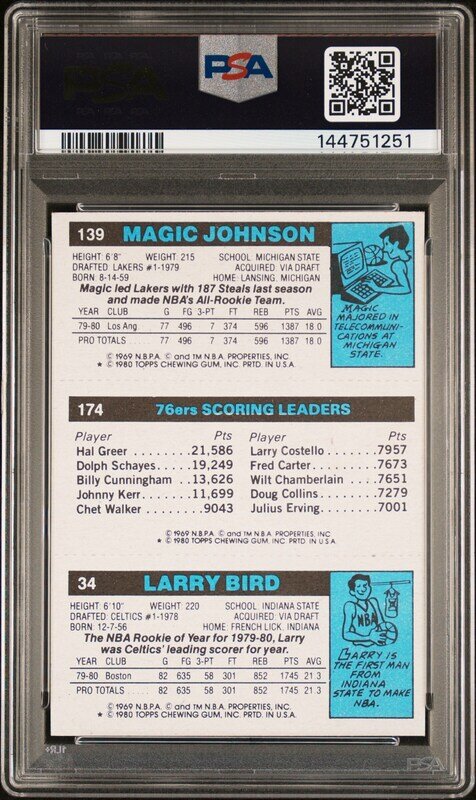 PSA
144751251
139 MAGIC JOHNSON
HEIGHT: 6'8" WEIGHT: 215 SCHOOL: MICHIGAN STATE
DRAFTED: LAKERS #1-1979 ACQUIRED: VIA DRAFT
BORN: 8-14-59 HOME: LANSING, MICHIGAN
Magic led Lakers with 187 Steals last season
and made NBA's All-Rookie Team.
YEAR CLUB G FG 3-PT FT REB PTS AVG
79-80 Los Ang 77 496 7 374 596 1387 18.0
PRO TOTALS 77 496 7 374 596 1387 18.0
© 1969 N.B.P.A. © and TM N.B.A. PROPERTIES, INC.
★ © 1980 TOPPS CHEWING GUM, INC. PRTD. IN U.S.A.
MAGIC
MAJORED IN
TELECOMMUNI-
CATIONS AT
MICHIGAN
STATE.
174 76ers SCORING LEADERS
Player Pts Player Pts
Hal Greer ........ 21,586 Larry Costello ..... 7957
Dolph Schayes ..... 19,249 Fred Carter ........ 7673
Billy Cunningham .. 13,626 Wilt Chamberlain ... 7651
Johnny Kerr ....... 11,699 Doug Collins ....... 7279
Chet Walker ....... 9043 Julius Erving ...... 7001
© 1969 N.B.P.A. © and TM N.B.A. PROPERTIES, INC
★ © 1980 TOPPS CHEWING GUM, INC. PRTD. IN U.S.A.
34 LARRY BIRD
HEIGHT: 6'10" WEIGHT: 220 SCHOOL: INDIANA STATE
DRAFTED: CELTICS #1-1978 ACQUIRED: VIA DRAFT
BORN: 12-7-56 HOME: FRENCH LICK, INDIANA
The NBA Rookie of Year for 1979-80, Larry
was Celtics' leading scorer for year.
YEAR CLUB G FG 3-PT FT REB PTS AVG
79-80 Boston 82 635 58 301 852 1745 21.3
PRO TOTALS 82 635 58 301 852 1745 21.3
© 1969 N.B.P.A. © and TM N.B.A. PROPERTIES, INC.
★ © 1980 TOPPS CHEWING GUM, INC. PRTD. IN U.S.A.
NBA
LARRY IS
THE FIRST MAN
FROM
INDIANA
STATE TO MAKE
NBA.
PSA